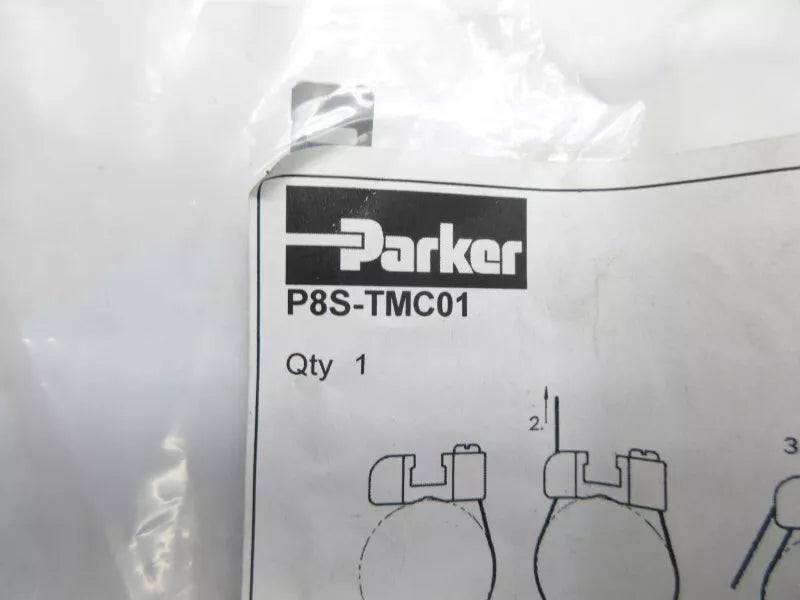 Parker
P8S-TMC01
Qty 1
2.
3